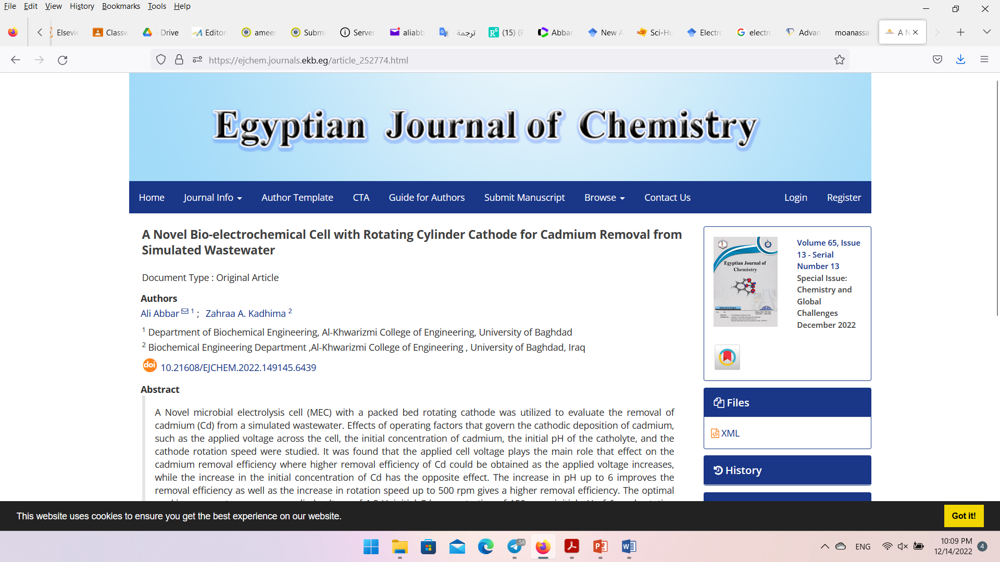 File Edit View History Bookmarks Tools Help
Elsevie Classw Drive Editor ameer Submi Server aliabb ترجمة (15) (P Abbar New A Sci-Hu Electro electro Advan moanassa A N
https://ejchem.journals.ekb.eg/article_252774.html
Egyptian Journal of Chemistry
Home Journal Info Author Template CTA Guide for Authors Submit Manuscript Browse Contact Us Login Register
A Novel Bio-electrochemical Cell with Rotating Cylinder Cathode for Cadmium Removal from
Simulated Wastewater
Document Type : Original Article
Authors
Ali Abbar 1 ; Zahraa A. Kadhima 2
1 Department of Biochemical Engineering, Al-Khwarizmi College of Engineering, University of Baghdad
2 Biochemical Engineering Department ,Al-Khwarizmi College of Engineering , University of Baghdad, Iraq
doi 10.21608/EJCHEM.2022.149145.6439
Abstract
A Novel microbial electrolysis cell (MEC) with a packed bed rotating cathode was utilized to evaluate the removal of
cadmium (Cd) from a simulated wastewater. Effects of operating factors that govern the cathodic deposition of cadmium,
such as the applied voltage across the cell, the initial concentration of cadmium, the initial pH of the catholyte, and the
cathode rotation speed were studied. It was found that the applied cell voltage plays the main role that effect on the
cadmium removal efficiency where higher removal efficiency of Cd could be obtained as the applied voltage increases,
while the increase in the initial concentration of Cd has the opposite effect. The increase in pH up to 6 improves the
removal efficiency as well as the increase in rotation speed up to 500 rpm gives a higher removal efficiency. The optimal
Egyptian Journal of
Chemistry
Volume 65, Issue
13 - Serial
Number 13
Special Issue:
Chemistry and
Global
Challenges
December 2022
Files
XML
History
This website uses cookies to ensure you get the best experience on our website.
Got it!
.58
ENG
10:09 PM
12/14/2022
4